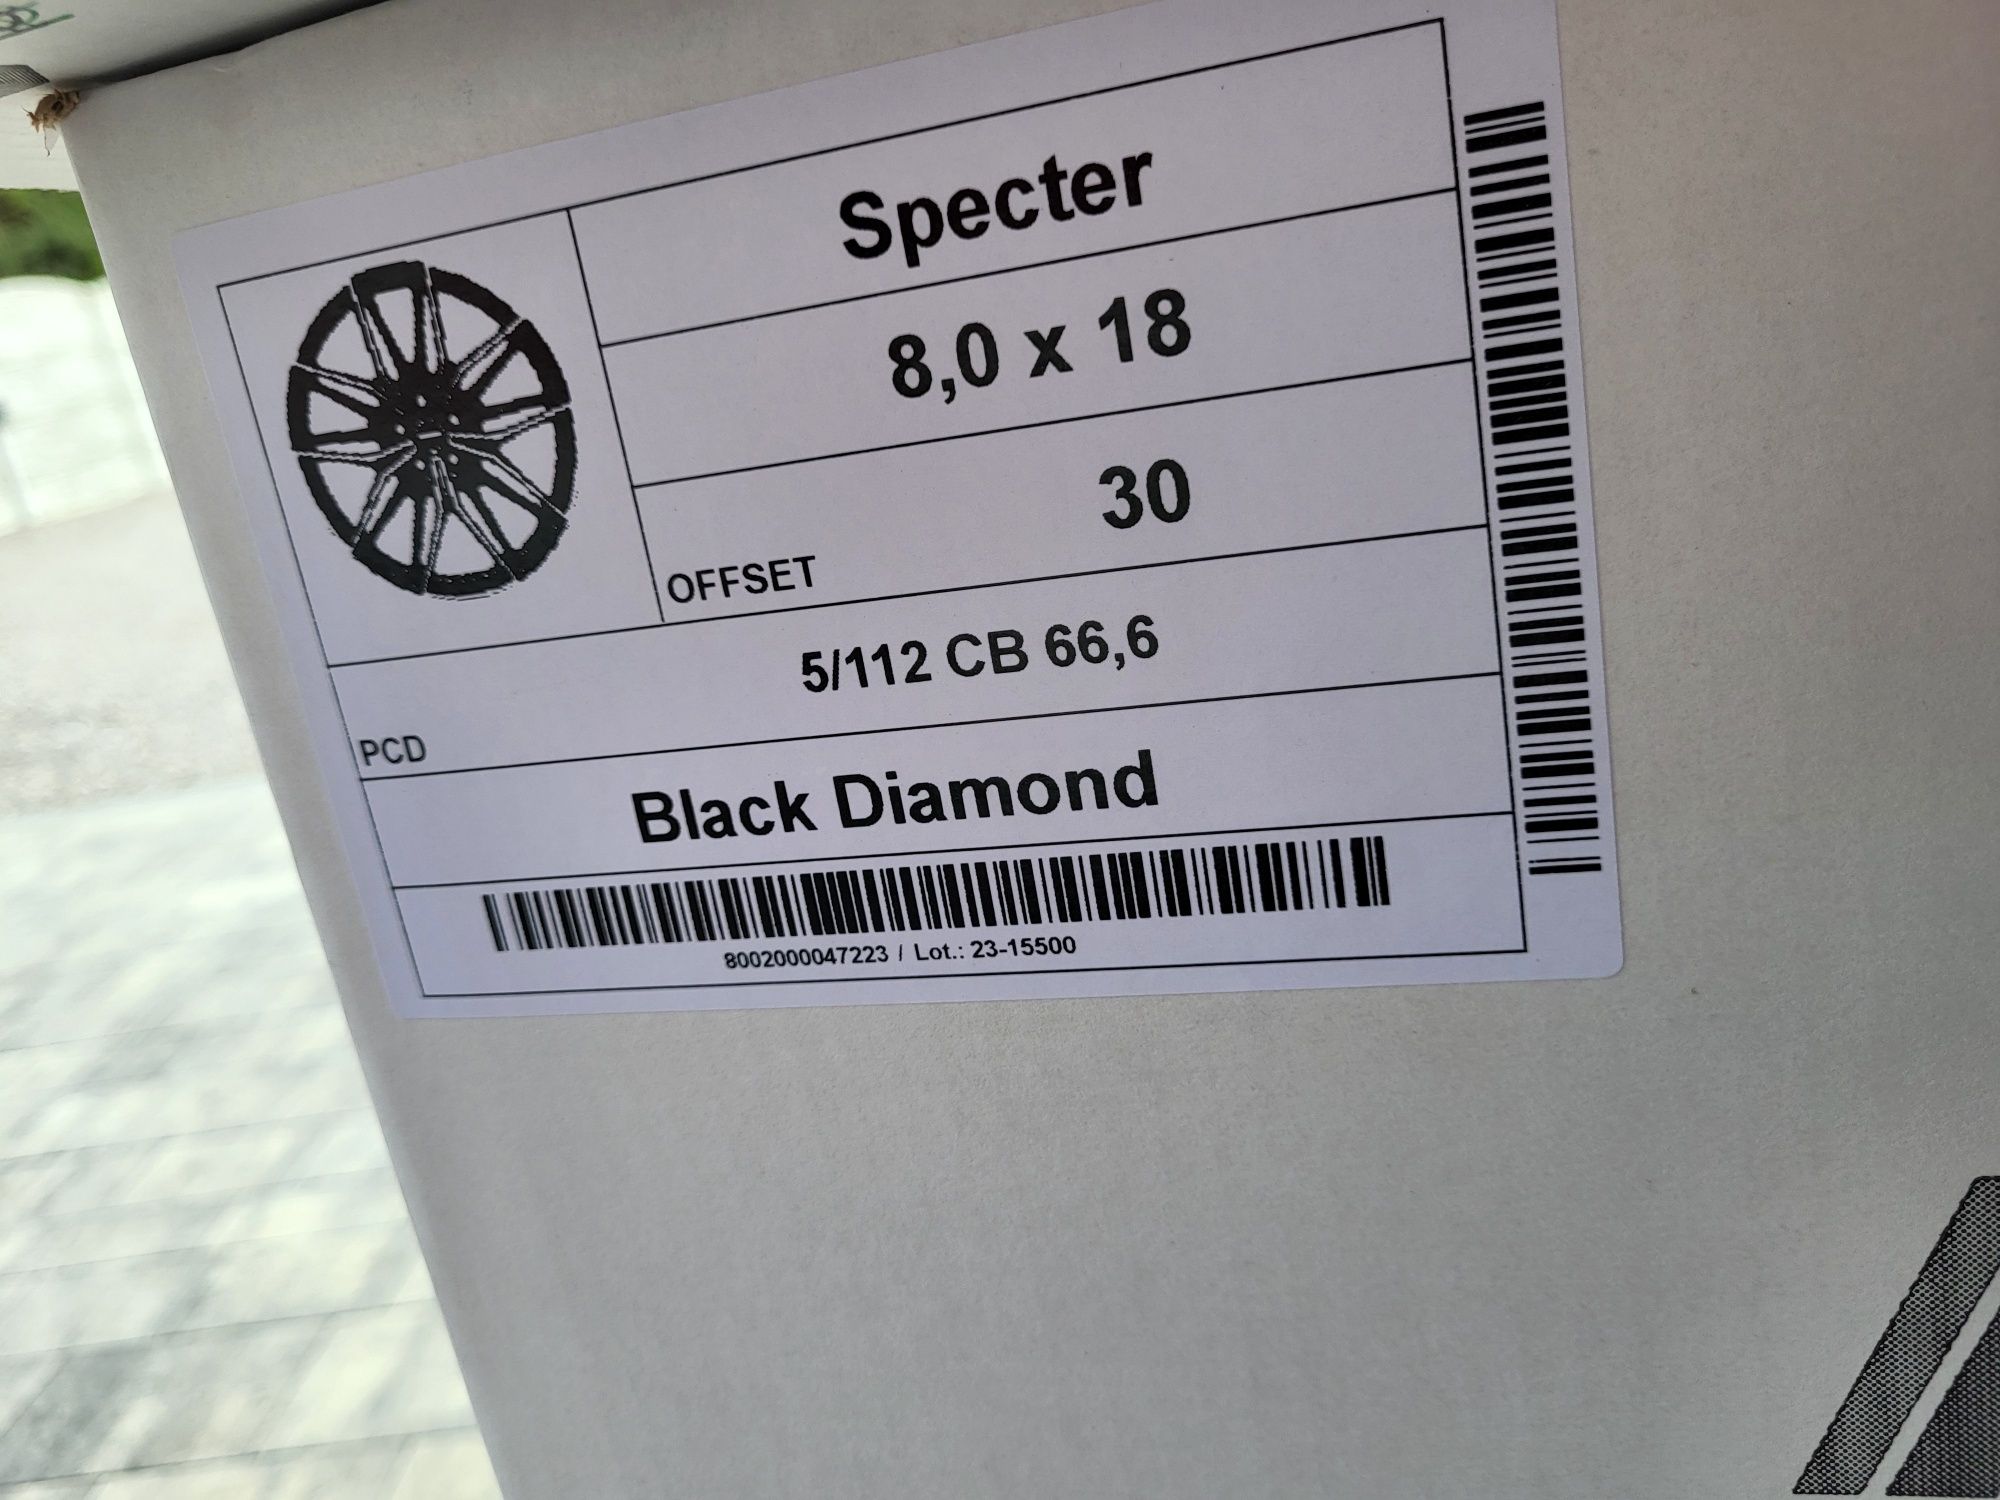 Specter
8,0 x 18
30
OFFSET
5/112 CB 66,6
PCD
Black Diamond
8002000047223 / Lot.: 23-15500